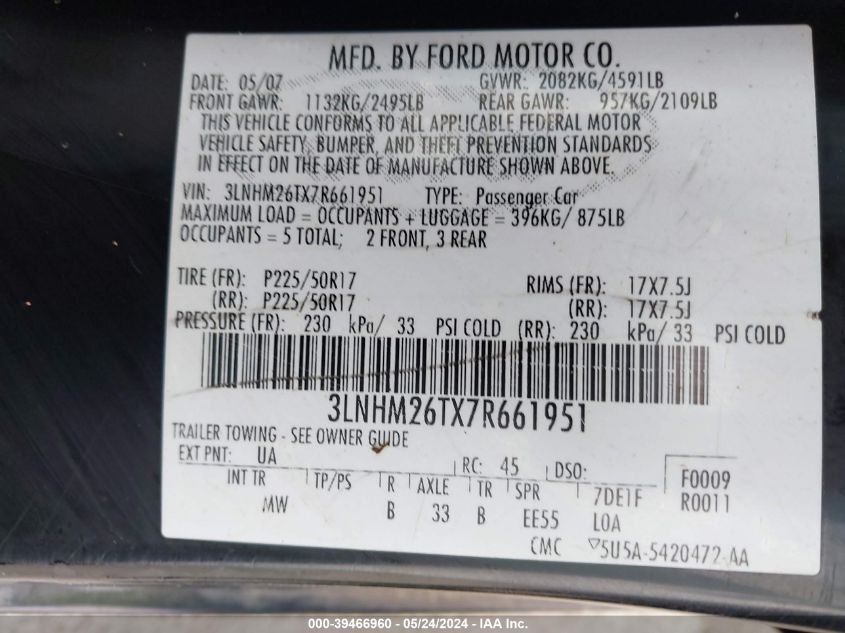 MFD. BY FORD MOTOR CO.
DATE: 05/07 GVWR: 2082KG/4591LB
FRONT GAWR: 1132KG/2495LB REAR GAWR: 957KG/2109LB
THIS VEHICLE CONFORMS TO ALL APPLICABLE FEDERAL MOTOR
VEHICLE SAFETY, BUMPER, AND THEFT PREVENTION STANDARDS
IN EFFECT ON THE DATE OF MANUFACTURE SHOWN ABOVE.
VIN: 3LNHM26TX7R661951 TYPE: Passenger Car
MAXIMUM LOAD = OCCUPANTS + LUGGAGE = 396KG/ 875LB
OCCUPANTS = 5 TOTAL; 2 FRONT, 3 REAR
TIRE (FR): P225/50R17 RIMS (FR): 17X7.5J
(RR): P225/50R17 (RR): 17X7.5J
PRESSURE (FR): 230 kPa/ 33 PSI COLD (RR): 230 kPa/ 33 PSI COLD
3LNHM26TX7R661951
TRAILER TOWING - SEE OWNER GUIDE
EXT PNT: UA RC: 45 DSO: F0009
INT TR TP/PS R AXLE TR SPR 7DE1F R0011
MW B 33 B EE55 LOA
CMC 5U5A-5420472-AA
000-39466960 - 05/24/2024 - IAA Inc.